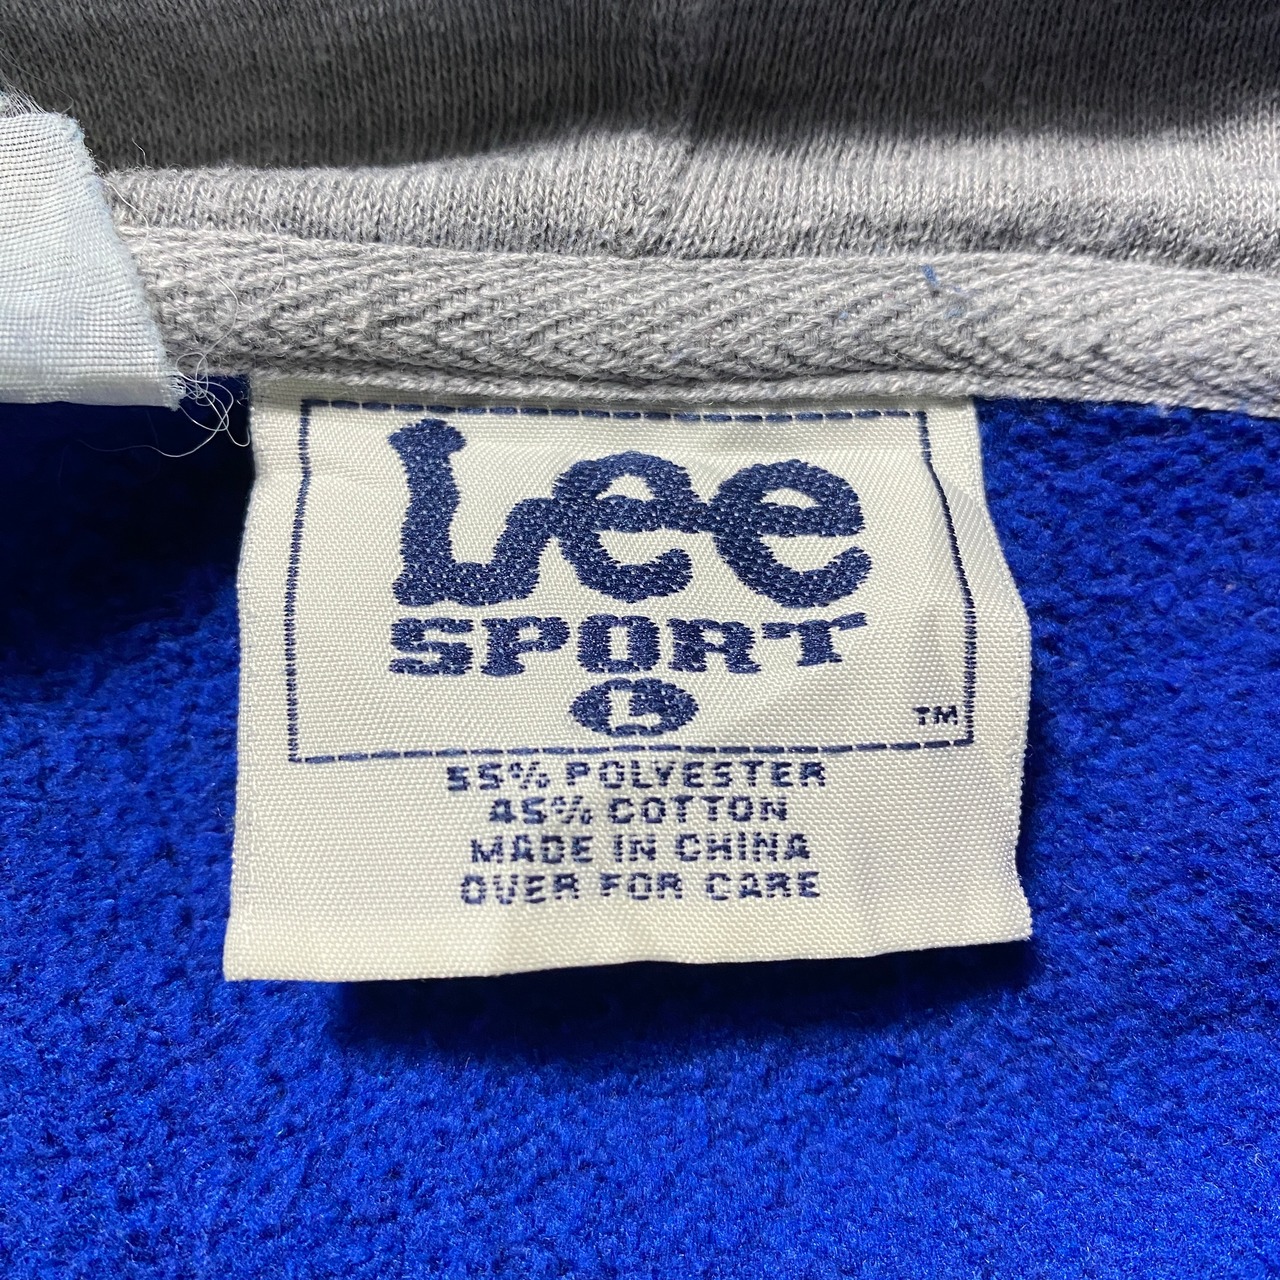 Lee
SPORT
L
TM
55% POLYESTER
45% COTTON
MADE IN CHINA
OVER FOR CARE